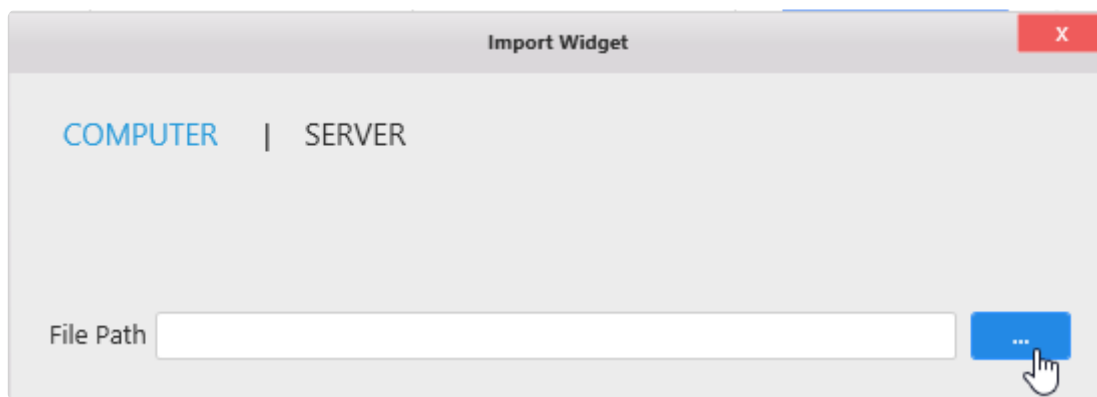 Import Widget
X
COMPUTER | SERVER
File Path
...